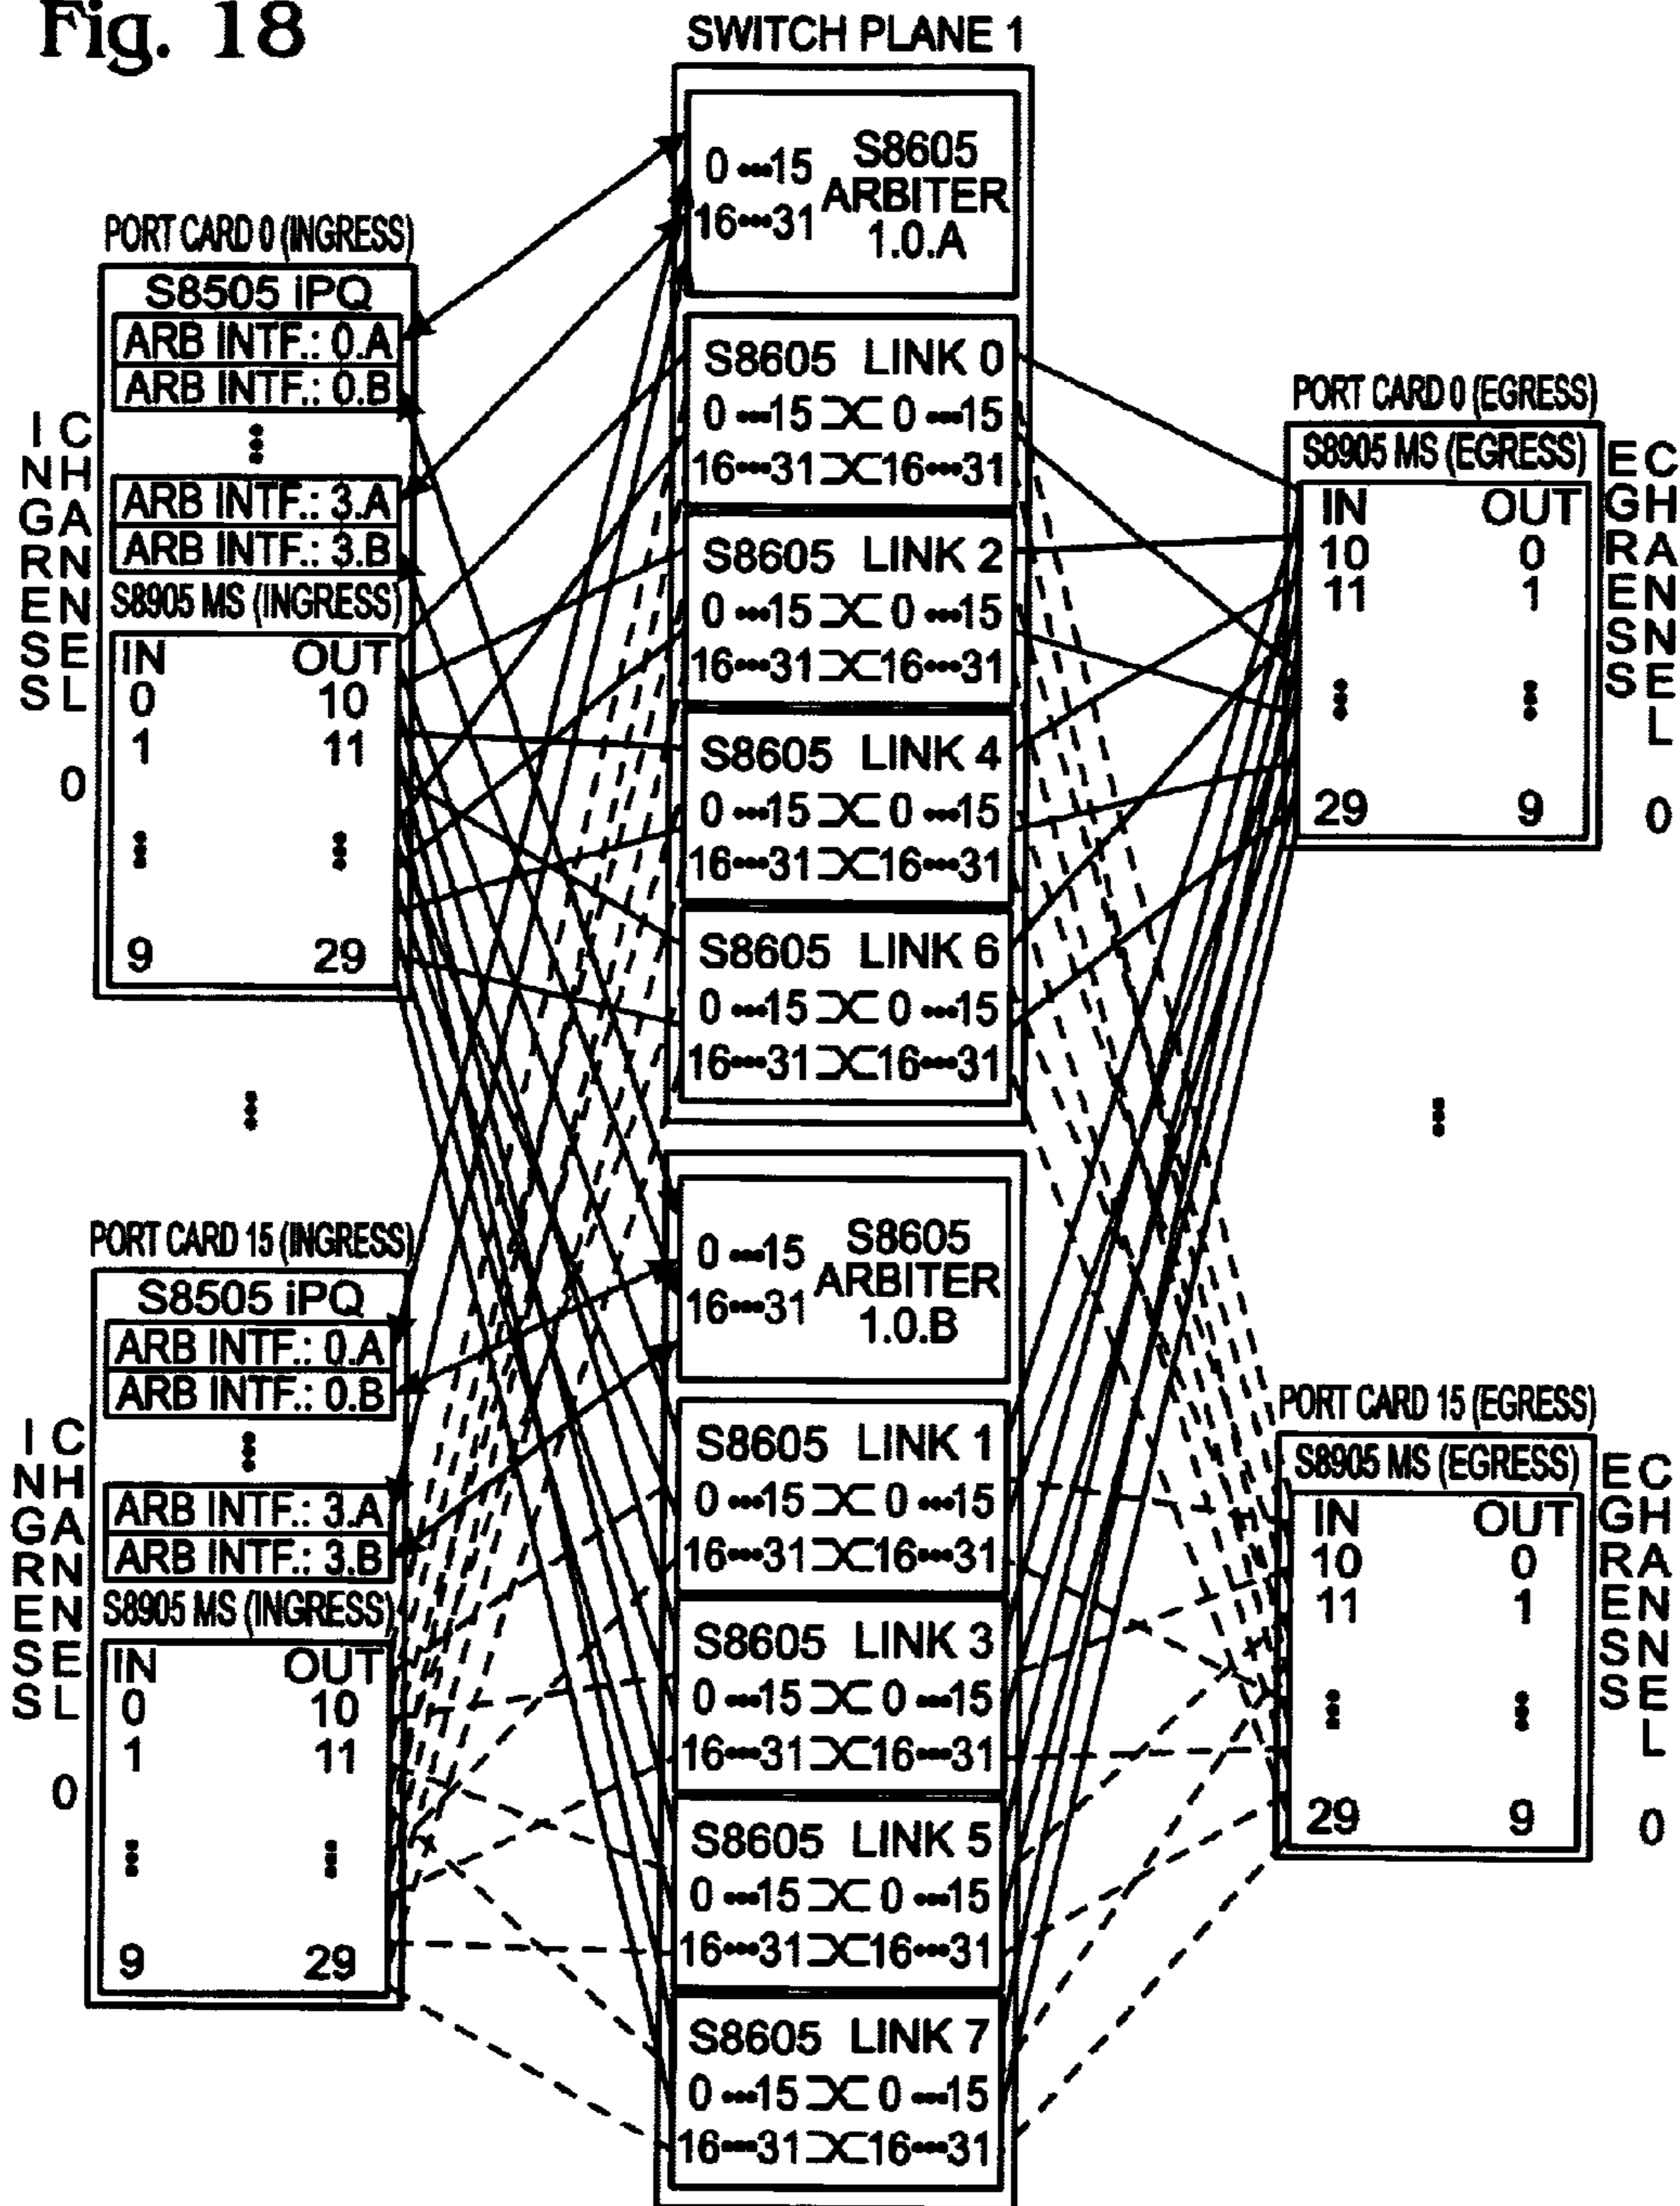 Fig. 18
SWITCH PLANE 1
0 •••15 S8605
ARBITER
16•••31 1.0.A
S8605 LINK 0
0 •••15 0 •••15
16•••31 16•••31
S8605 LINK 2
0 •••15 0 •••15
16•••31 16•••31
S8605 LINK 4
0 •••15 0 •••15
16•••31 16•••31
S8605 LINK 6
0 •••15 0 •••15
16•••31 16•••31
0 •••15 S8605
ARBITER
16•••31 1.0.B
S8605 LINK 1
0 •••15 0 •••15
16•••31 16•••31
S8605 LINK 3
0 •••15 0 •••15
16•••31 16•••31
S8605 LINK 5
0 •••15 0 •••15
16•••31 16•••31
S8605 LINK 7
0 •••15 0 •••15
16•••31 16•••31
PORT CARD 0 (INGRESS)
S8505 iPQ
ARB INTF.: 0.A
ARB INTF.: 0.B
ARB INTF.: 3.A
ARB INTF.: 3.B
S8905 MS (INGRESS)
IN OUT
0 10
1 11
9 29
INGRESS
CHANNEL 0
PORT CARD 15 (INGRESS)
S8505 iPQ
ARB INTF.: 0.A
ARB INTF.: 0.B
ARB INTF.: 3.A
ARB INTF.: 3.B
S8905 MS (INGRESS)
IN OUT
0 10
1 11
9 29
INGRESS
CHANNEL 0
PORT CARD 0 (EGRESS)
S8905 MS (EGRESS)
IN OUT
10 0
11 1
29 9
EGRESS
CHANNEL 0
PORT CARD 15 (EGRESS)
S8905 MS (EGRESS)
IN OUT
10 0
11 1
29 9
EGRESS
CHANNEL 0